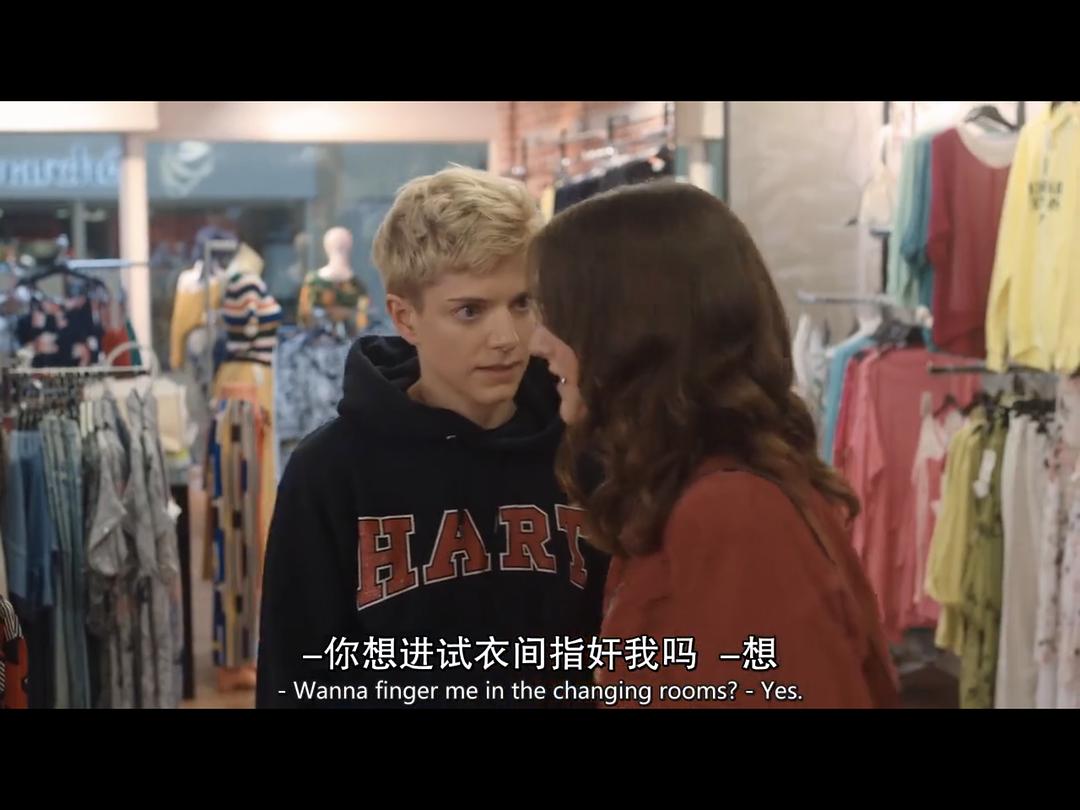 HART
–你想进试衣间指奸我吗 –想
- Wanna finger me in the changing rooms? - Yes.